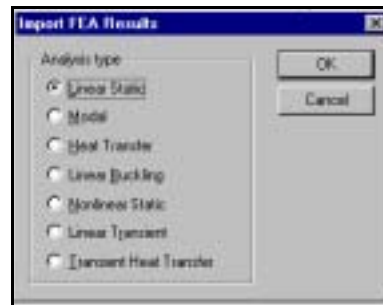 Import FEA Results
Analysis type
Linear Static
Modal
Heat Transfer
Linear Buckling
Nonlinear Static
Linear Transient
Transient Heat Transfer
OK
Cancel